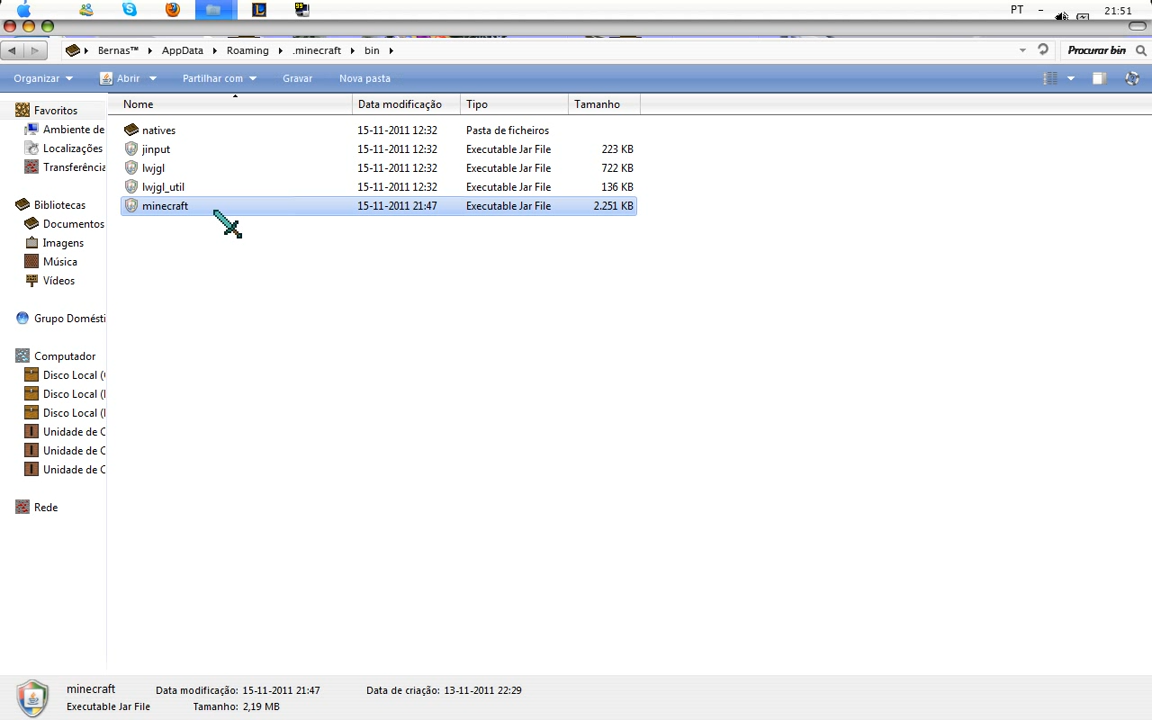 PT
21:51
Bernas™ AppData Roaming .minecraft bin
Procurar bin
Organizar Abrir Partilhar com Gravar Nova pasta
Nome Data modificação Tipo Tamanho
Favoritos
Ambiente de
Localizações
Transferência
Bibliotecas
Documentos
Imagens
Música
Vídeos
Grupo Domésti
Computador
Disco Local (
Disco Local (
Disco Local (
Unidade de C
Unidade de C
Unidade de C
Rede
natives 15-11-2011 12:32 Pasta de ficheiros
jinput 15-11-2011 12:32 Executable Jar File 223 KB
lwjgl 15-11-2011 12:32 Executable Jar File 722 KB
lwjgl_util 15-11-2011 12:32 Executable Jar File 136 KB
minecraft 15-11-2011 21:47 Executable Jar File 2.251 KB
minecraft Data modificação: 15-11-2011 21:47 Data de criação: 13-11-2011 22:29
Executable Jar File Tamanho: 2,19 MB